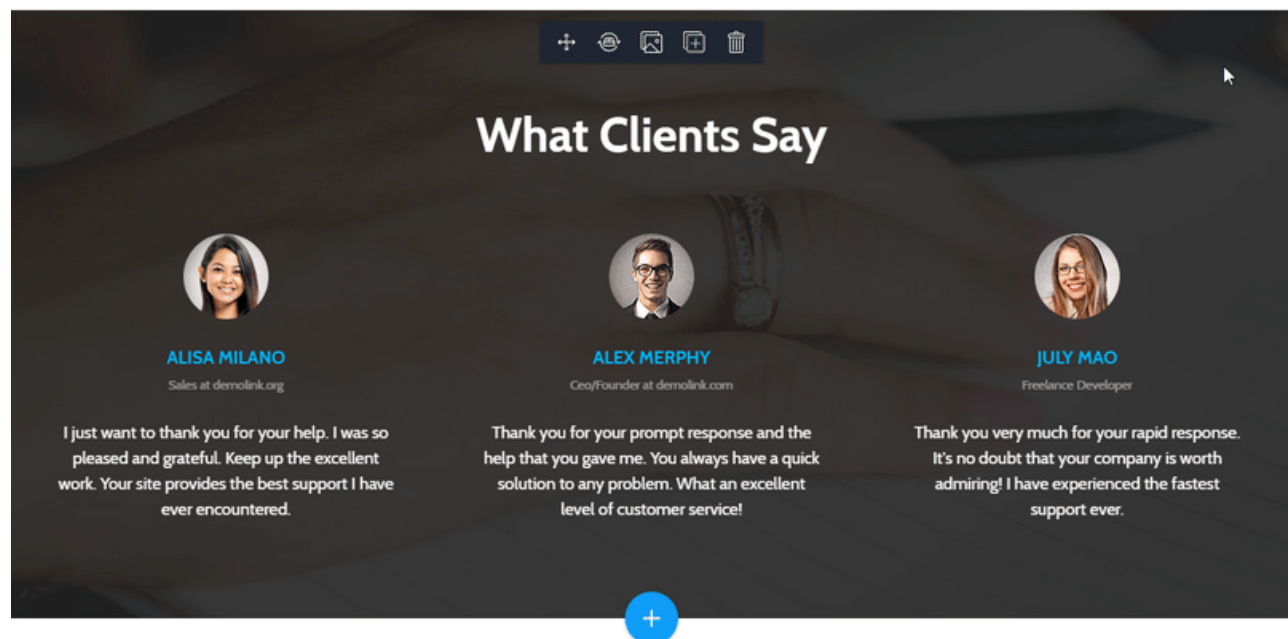 What Clients Say
ALISA MILANO
Sales at demolink.org
I just want to thank you for your help. I was so
pleased and grateful. Keep up the excellent
work. Your site provides the best support I have
ever encountered.
ALEX MERPHY
Ceo/Founder at demolink.com
Thank you for your prompt response and the
help that you gave me. You always have a quick
solution to any problem. What an excellent
level of customer service!
JULY MAO
Freelance Developer
Thank you very much for your rapid response.
It's no doubt that your company is worth
admiring! I have experienced the fastest
support ever.